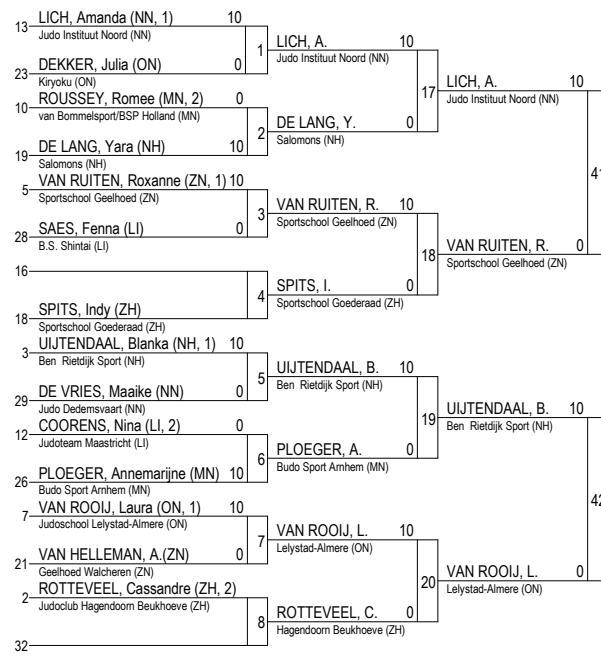 13 LICH, Amanda (NN, 1) 10
Judo Instituut Noord (NN)
1
LICH, A. 10
Judo Instituut Noord (NN)
23 DEKKER, Julia (ON) 0
Kiryoku (ON)
17
LICH, A. 10
Judo Instituut Noord (NN)
10 ROUSSEY, Romee (MN, 2) 0
van Bommelsport/BSP Holland (MN)
2
DE LANG, Y. 0
Salomons (NH)
19 DE LANG, Yara (NH) 10
Salomons (NH)
41
5 VAN RUITEN, Roxanne (ZN, 1) 10
Sportschool Geelhoed (ZN)
3
VAN RUITEN, R. 10
Sportschool Geelhoed (ZN)
28 SAES, Fenna (LI) 0
B.S. Shintai (LI)
18
VAN RUITEN, R. 0
Sportschool Geelhoed (ZN)
16
4
SPITS, I. 0
Sportschool Goederaad (ZH)
18 SPITS, Indy (ZH)
Sportschool Goederaad (ZH)
3 UIJTENDAAL, Blanka (NH, 1) 10
Ben Rietdijk Sport (NH)
5
UIJTENDAAL, B. 10
Ben Rietdijk Sport (NH)
29 DE VRIES, Maaike (NN) 0
Judo Dedemsvaart (NN)
19
UIJTENDAAL, B. 10
Ben Rietdijk Sport (NH)
12 COORENS, Nina (LI, 2) 0
Judoteam Maastricht (LI)
6
PLOEGER, A. 0
Budo Sport Arnhem (MN)
26 PLOEGER, Annemarijne (MN) 10
Budo Sport Arnhem (MN)
42
7 VAN ROOIJ, Laura (ON, 1) 10
Judoschool Lelystad-Almere (ON)
7
VAN ROOIJ, L. 10
Lelystad-Almere (ON)
21 VAN HELLEMAN, A.(ZN) 0
Geelhoed Walcheren (ZN)
20
VAN ROOIJ, L. 0
Lelystad-Almere (ON)
2 ROTTEVEEL, Cassandre (ZH, 2)
Judoclub Hagendoorn Beukhoeve (ZH)
8
ROTTEVEEL, C. 0
Hagendoorn Beukhoeve (ZH)
32